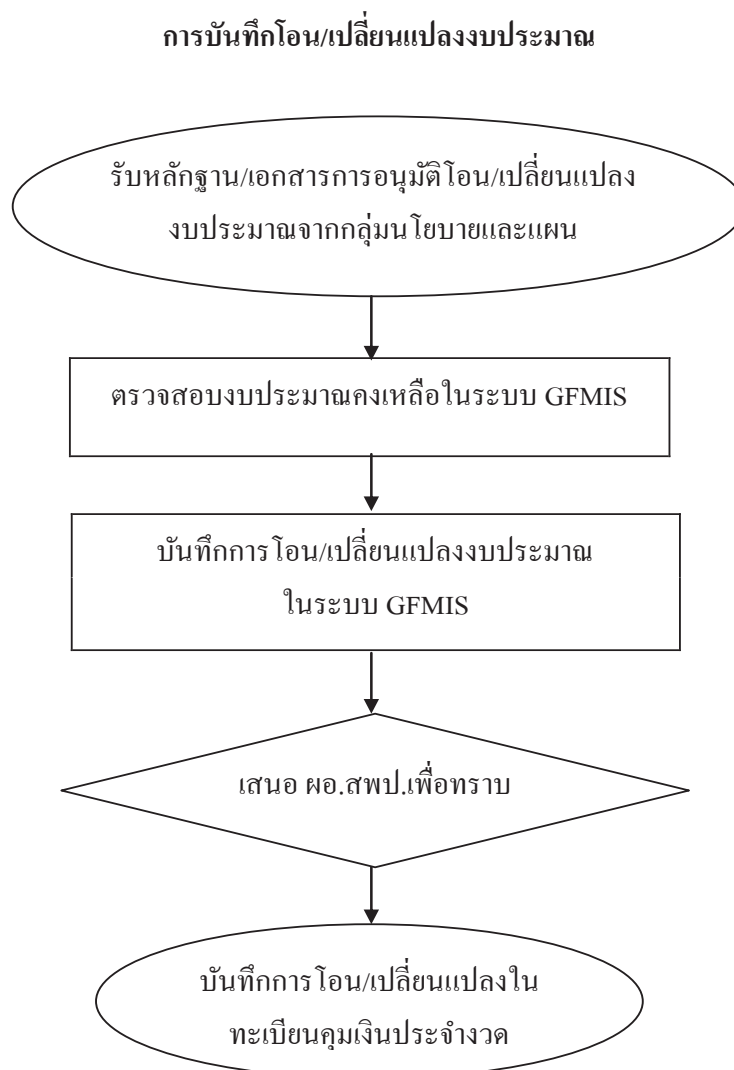 การบันทึกโอน/เปลี่ยนแปลงงบประมาณ
รับหลักฐาน/เอกสารการอนุมัติโอน/เปลี่ยนแปลง
งบประมาณจากกลุ่มนโยบายและแผน
ตรวจสอบงบประมาณคงเหลือในระบบ GFMIS
บันทึกการโอน/เปลี่ยนแปลงงบประมาณ
ในระบบ GFMIS
เสนอ ผอ.สพป.เพื่อทราบ
บันทึกการโอน/เปลี่ยนแปลงใน
ทะเบียนคุมเงินประจำงวด